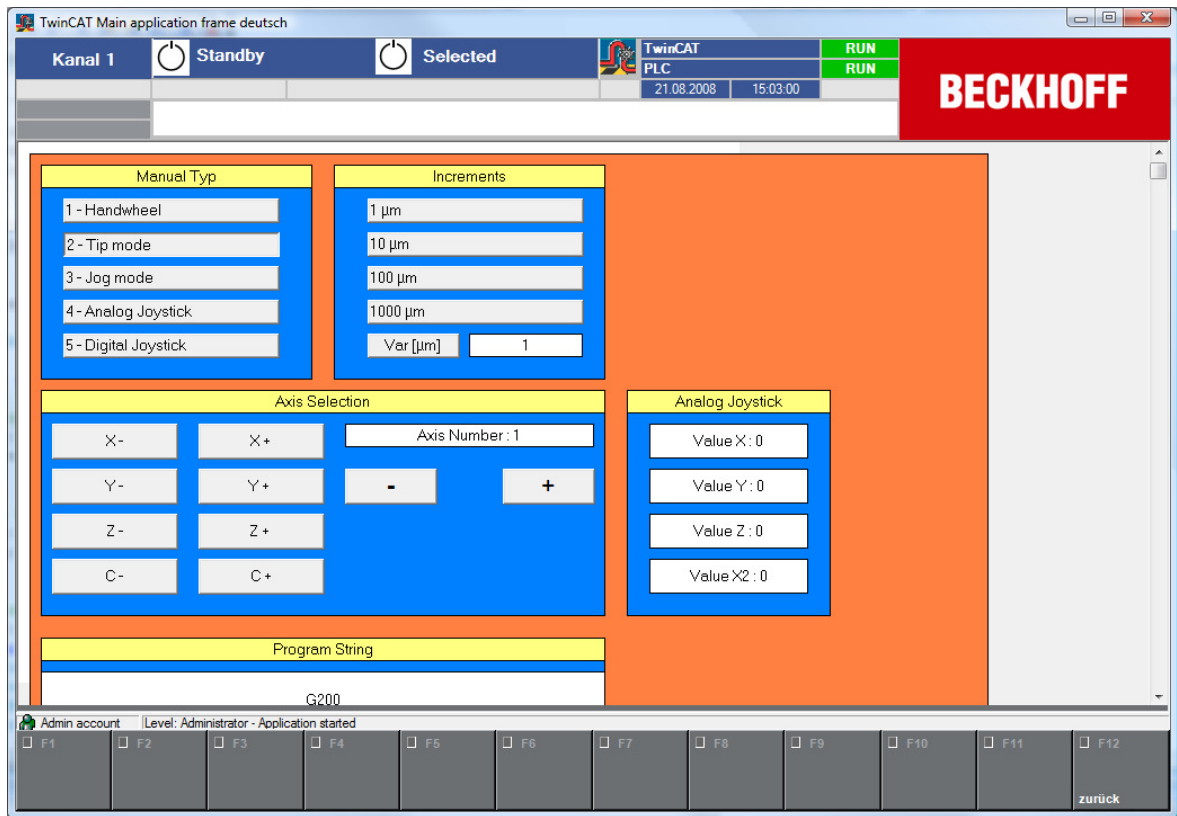 TwinCAT Main application frame deutsch
Kanal 1 Standby Selected TwinCAT RUN
PLC RUN
21.08.2008 15:03:00
BECKHOFF
Manual Typ
1 - Handwheel
2 - Tip mode
3 - Jog mode
4 - Analog Joystick
5 - Digital Joystick
Increments
1 µm
10 µm
100 µm
1000 µm
Var [µm] 1
Axis Selection
X - X + Axis Number : 1
Y - Y + - +
Z - Z +
C - C +
Analog Joystick
Value X : 0
Value Y : 0
Value Z : 0
Value X2 : 0
Program String
G200
Admin account Level: Administrator - Application started
F1 F2 F3 F4 F5 F6 F7 F8 F9 F10 F11 F12
zurück